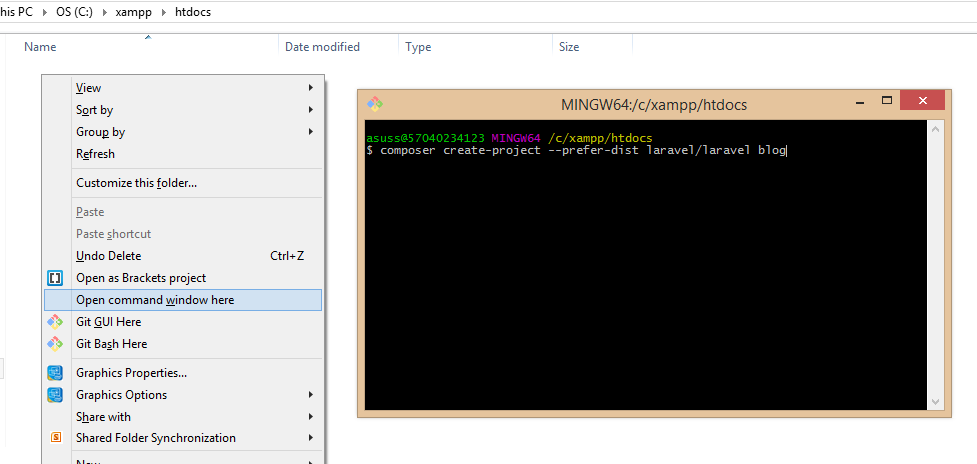 his PC > OS (C:) > xampp > htdocs
Name Date modified Type Size
View
Sort by
Group by
Refresh
Customize this folder...
Paste
Paste shortcut
Undo Delete Ctrl+Z
Open as Brackets project
Open command window here
Git GUI Here
Git Bash Here
Graphics Properties...
Graphics Options
Share with
Shared Folder Synchronization
New
MINGW64:/c/xampp/htdocs
asuss@57040234123 MINGW64 /c/xampp/htdocs
$ composer create-project --prefer-dist laravel/laravel blog